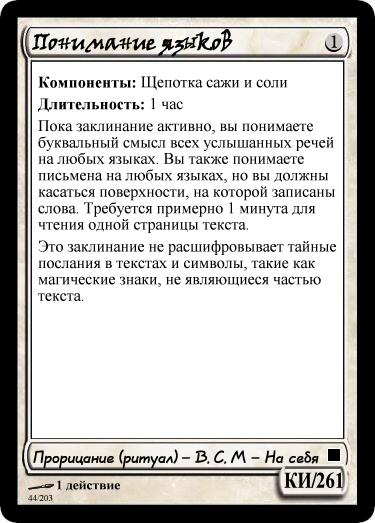 Понимание языков
1
Компоненты: Щепотка сажи и соли
Длительность: 1 час
Пока заклинание активно, вы понимаете
буквальный смысл всех услышанных речей
на любых языках. Вы также понимаете
письмена на любых языках, но вы должны
касаться поверхности, на которой записаны
слова. Требуется примерно 1 минута для
чтения одной страницы текста.
Это заклинание не расшифровывает тайные
послания в текстах и символы, такие как
магические знаки, не являющиеся частью
текста.
Прорицание (ритуал) – В, С, М – На себя
КИ/261
1 действие
44/203